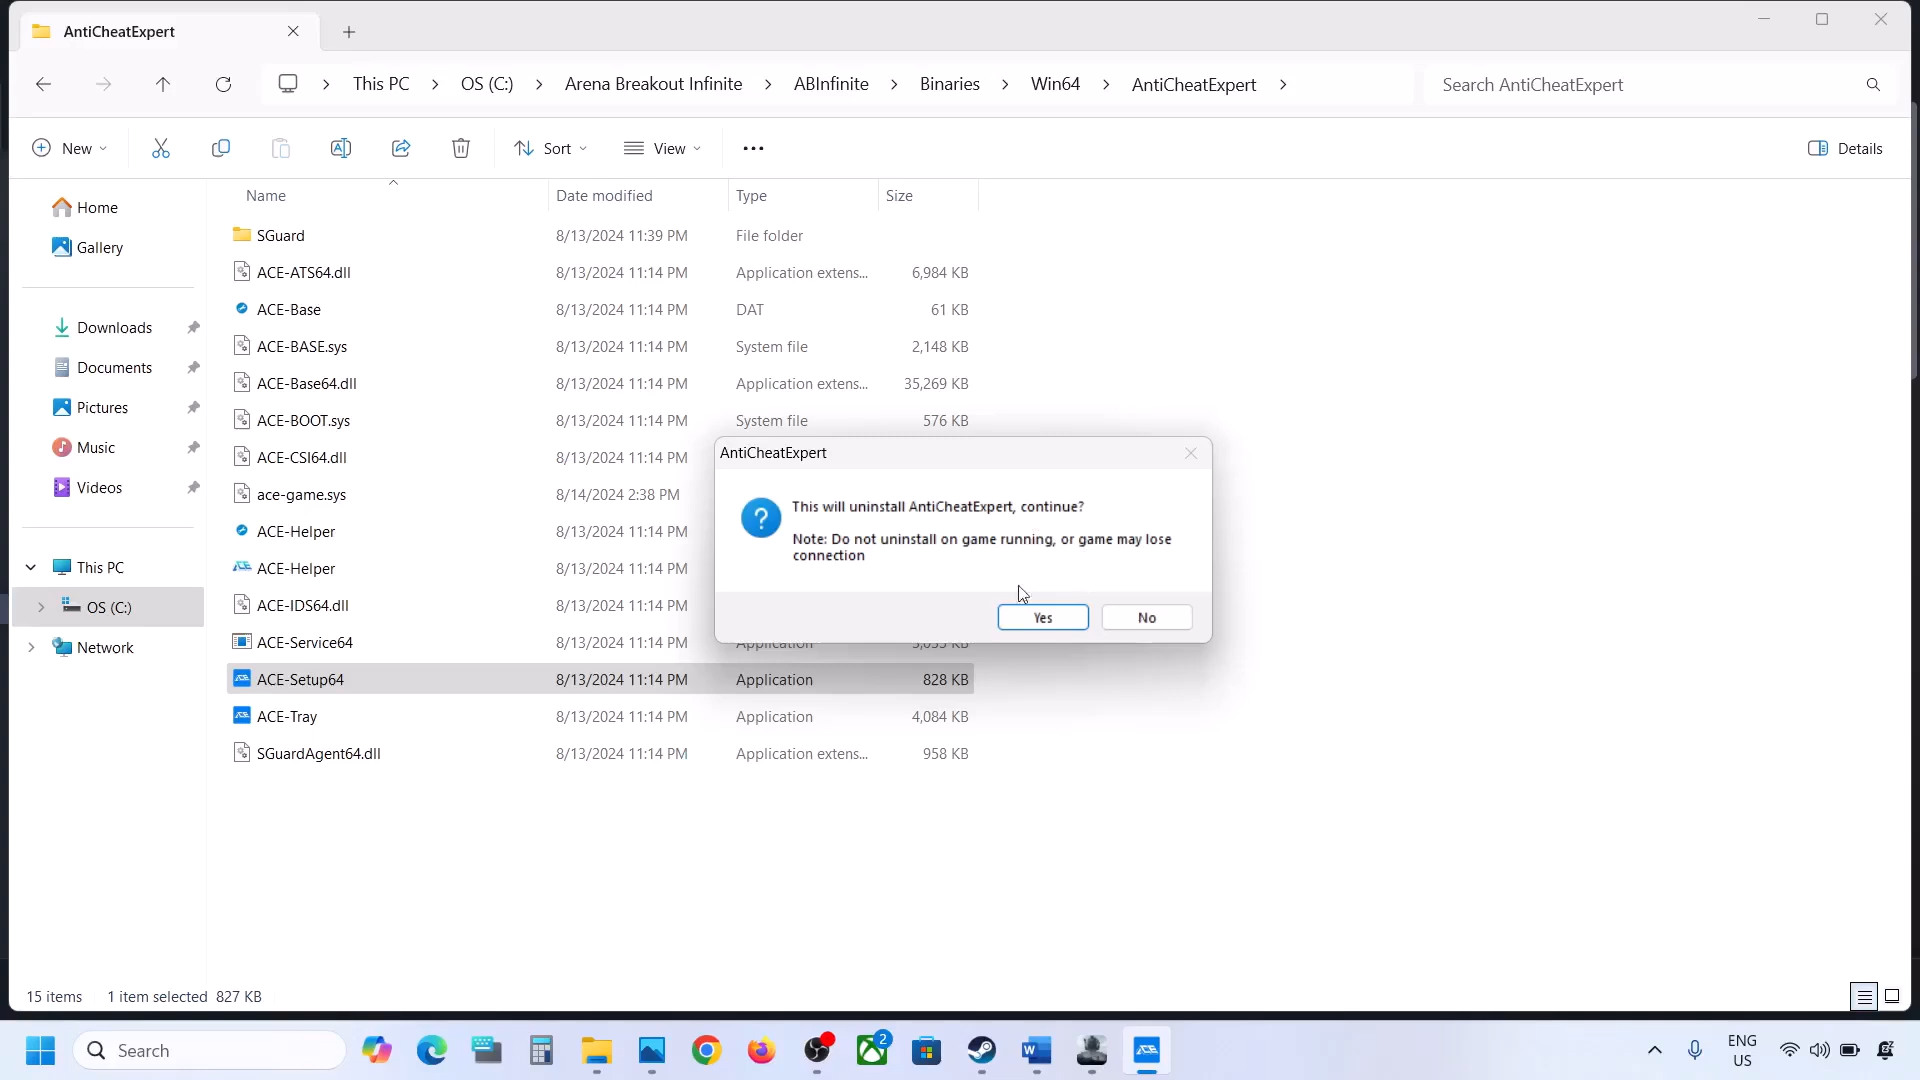 AntiCheatExpert
This PC
OS (C:)
Arena Breakout Infinite
ABInfinite
Binaries
Win64
AntiCheatExpert
Search AntiCheatExpert
New
Sort
View
Details
Name
Date modified
Type
Size
Home
Gallery
Downloads
Documents
Pictures
Music
Videos
This PC
OS (C:)
Network
SGuard 8/13/2024 11:39 PM File folder
ACE-ATS64.dll 8/13/2024 11:14 PM Application extens... 6,984 KB
ACE-Base 8/13/2024 11:14 PM DAT 61 KB
ACE-BASE.sys 8/13/2024 11:14 PM System file 2,148 KB
ACE-Base64.dll 8/13/2024 11:14 PM Application extens... 35,269 KB
ACE-BOOT.sys 8/13/2024 11:14 PM System file 576 KB
ACE-CSI64.dll 8/13/2024 11:14 PM
ace-game.sys 8/14/2024 2:38 PM
ACE-Helper 8/13/2024 11:14 PM
ACE-Helper 8/13/2024 11:14 PM
ACE-IDS64.dll 8/13/2024 11:14 PM
ACE-Service64 8/13/2024 11:14 PM Application
ACE-Setup64 8/13/2024 11:14 PM Application 828 KB
ACE-Tray 8/13/2024 11:14 PM Application 4,084 KB
SGuardAgent64.dll 8/13/2024 11:14 PM Application extens... 958 KB
AntiCheatExpert
This will uninstall AntiCheatExpert, continue?
Note: Do not uninstall on game running, or game may lose
connection
Yes
No
15 items
1 item selected 827 KB
Search
2
ENG
US